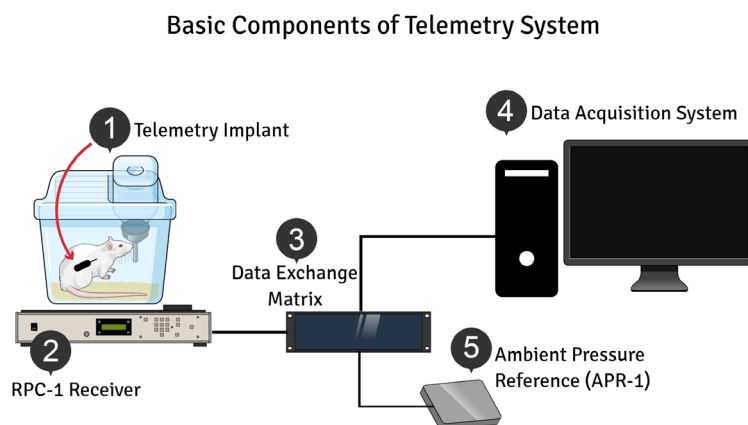 Basic Components of Telemetry System
1 Telemetry Implant
4 Data Acquisition System
3
Data Exchange
Matrix
2
RPC-1 Receiver
5 Ambient Pressure
Reference (APR-1)